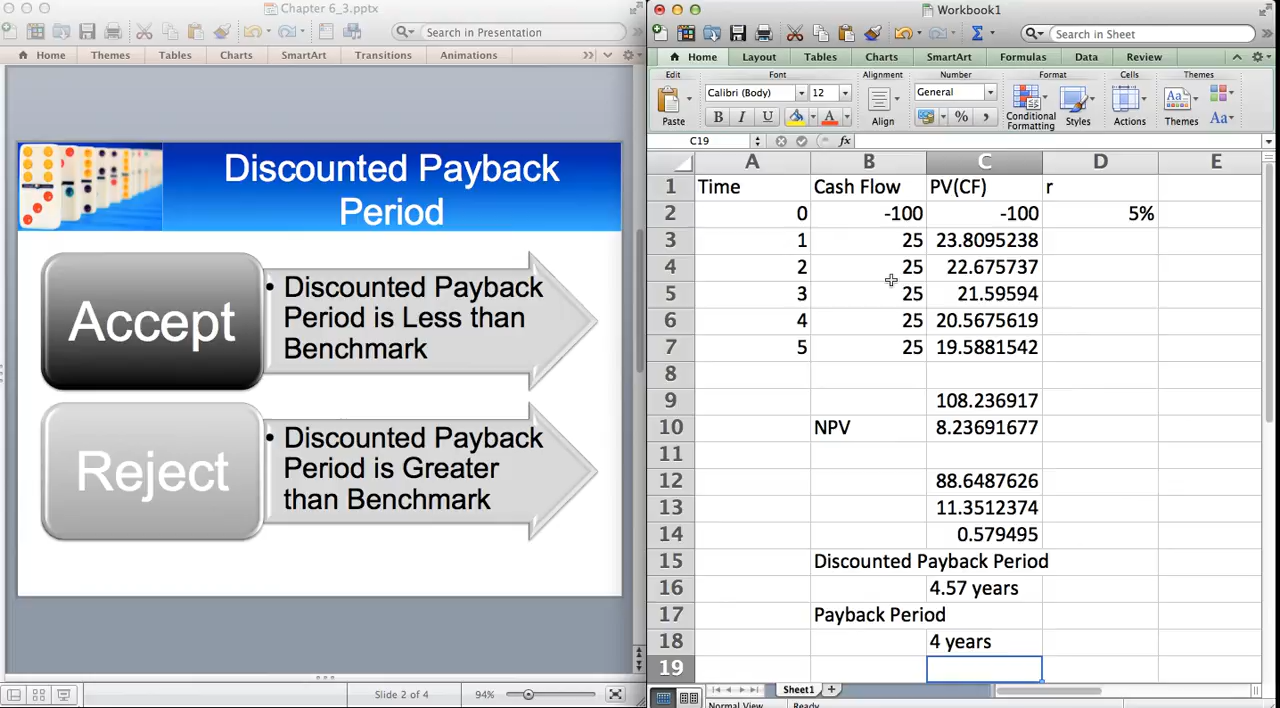 Chapter 6_3.pptx
Search in Presentation
Home Themes Tables Charts SmartArt Transitions Animations
Discounted Payback
Period
Accept
• Discounted Payback
Period is Less than
Benchmark
Reject
• Discounted Payback
Period is Greater
than Benchmark
Slide 2 of 4 94%
Workbook1
Search in Sheet
Home Layout Tables Charts SmartArt Formulas Data Review
Edit Font Alignment Number Format Cells Themes
Calibri (Body) 12 General
B I U A % Aa
Paste Align Conditional
Formatting Styles Actions Themes Aa
C19 fx
A B C D E
1 Time Cash Flow PV(CF) r
2 0 -100 -100 5%
3 1 25 23.8095238
4 2 25 22.675737
5 3 25 21.59594
6 4 25 20.5675619
7 5 25 19.5881542
8
9 108.236917
10 NPV 8.23691677
11
12 88.6487626
13 11.3512374
14 0.579495
15 Discounted Payback Period
16 4.57 years
17 Payback Period
18 4 years
19
Sheet1
Normal View Ready